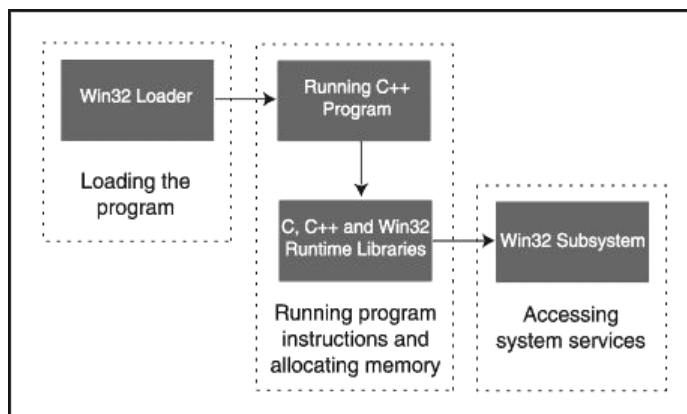 Win32 Loader
Loading the
program
Running C++
Program
C, C++ and Win32
Runtime Libraries
Running program
instructions and
allocating memory
Win32 Subsystem
Accessing
system services